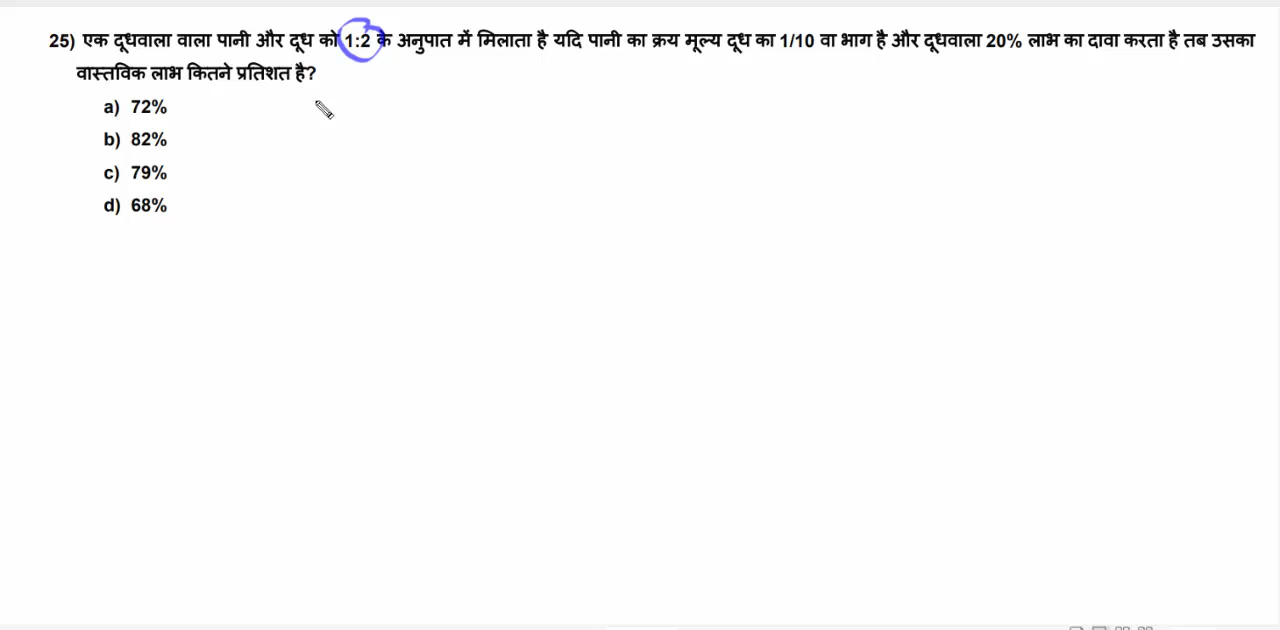 25) एक दूधवाला वाला पानी और दूध को 1:2 के अनुपात में मिलाता है यदि पानी का क्रय मूल्य दूध का 1/10 वा भाग है और दूधवाला 20% लाभ का दावा करता है तब उसका
वास्तविक लाभ कितने प्रतिशत है?
a) 72%
b) 82%
c) 79%
d) 68%